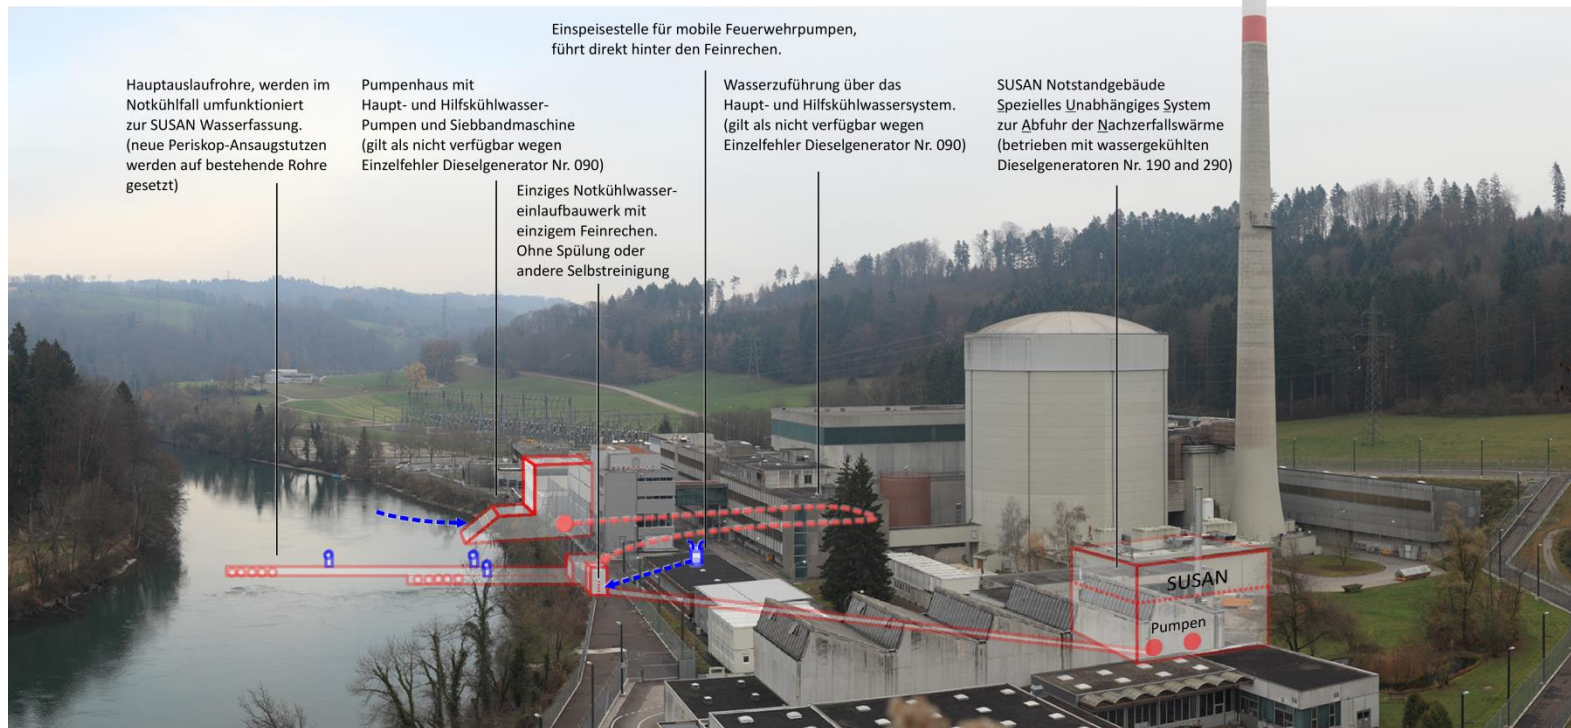 Einspeisestelle für mobile Feuerwehrpumpen,
führt direkt hinter den Feinrechen.
Hauptauslaufrohre, werden im
Notkühlfall umfunktioniert
zur SUSAN Wasserfassung.
(neue Periskop-Ansaugstutzen
werden auf bestehende Rohre
gesetzt)
Pumpenhaus mit
Haupt- und Hilfskühlwasser-
Pumpen und Siebbandmaschine
(gilt als nicht verfügbar wegen
Einzelfehler Dieselgenerator Nr. 090)
Einziges Notkühlwasser-
einlaufbauwerk mit
einzigem Feinrechen.
Ohne Spülung oder
andere Selbstreinigung
Wasserzuführung über das
Haupt- und Hilfskühlwassersystem.
(gilt als nicht verfügbar wegen
Einzelfehler Dieselgenerator Nr. 090)
SUSAN Notstandgebäude
Spezielles Unabhängiges System
zur Abfuhr der Nachzerfallswärme
(betrieben mit wassergekühlten
Dieselgeneratoren Nr. 190 and 290)
SUSAN
Pumpen